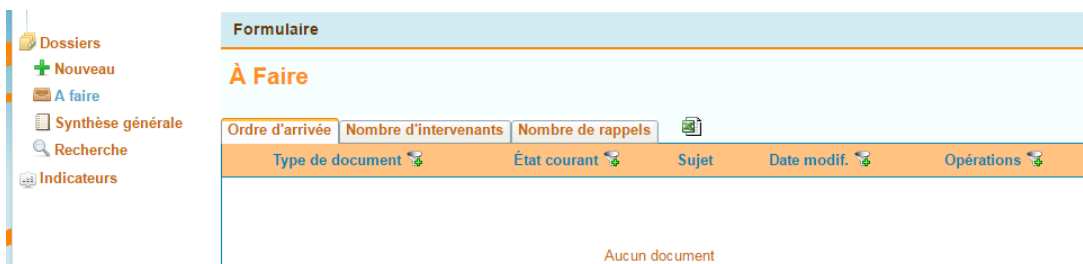 Dossiers
Nouveau
A faire
Synthèse générale
Recherche
Indicateurs
Formulaire
À Faire
Ordre d'arrivée Nombre d'intervenants Nombre de rappels
Type de document État courant Sujet Date modif. Opérations
Aucun document